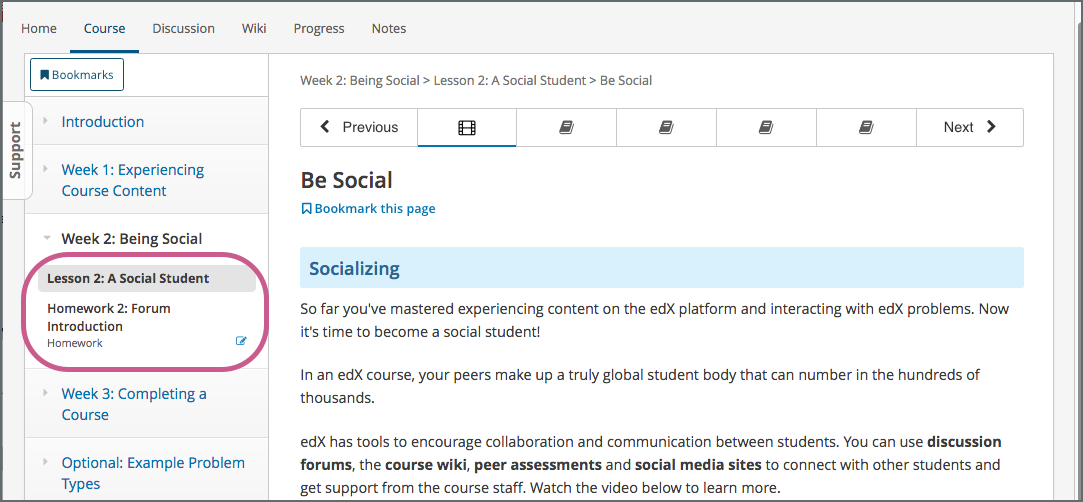 Home Course Discussion Wiki Progress Notes
Bookmarks
Support
Introduction
Week 1: Experiencing
Course Content
Week 2: Being Social
Lesson 2: A Social Student
Homework 2: Forum
Introduction
Homework
Week 3: Completing a
Course
Optional: Example Problem
Types
Week 2: Being Social > Lesson 2: A Social Student > Be Social
Previous Next
Be Social
Bookmark this page
Socializing
So far you've mastered experiencing content on the edX platform and interacting with edX problems. Now
it's time to become a social student!
In an edX course, your peers make up a truly global student body that can number in the hundreds of
thousands.
edX has tools to encourage collaboration and communication between students. You can use discussion
forums, the course wiki, peer assessments and social media sites to connect with other students and
get support from the course staff. Watch the video below to learn more.